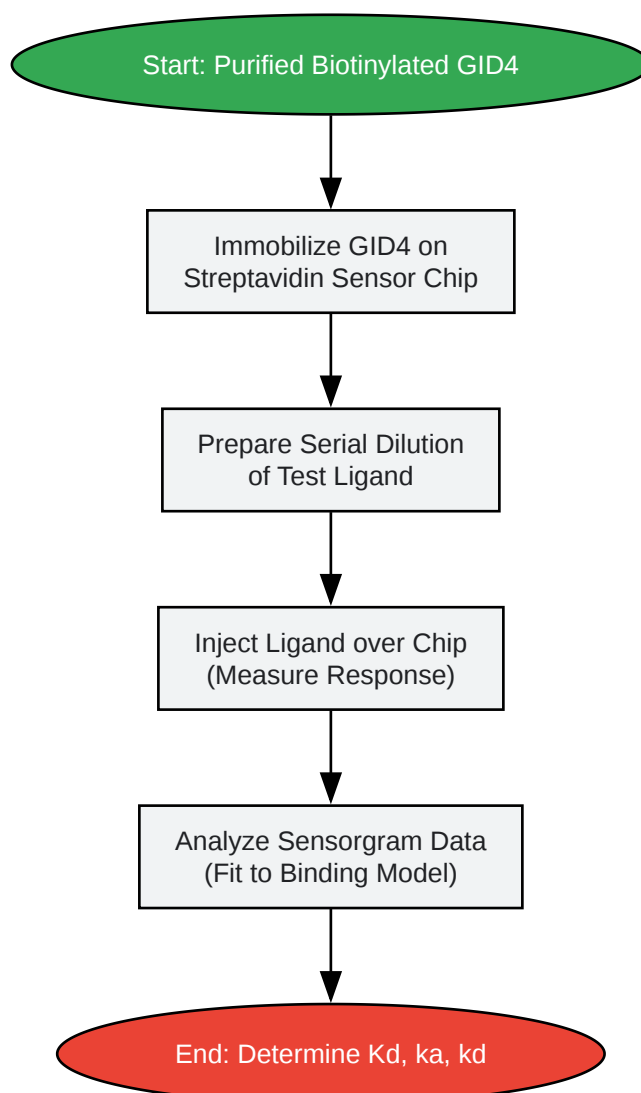 Start: Purified Biotinylated GID4
Immobilize GID4 on
Streptavidin Sensor Chip
Prepare Serial Dilution
of Test Ligand
Inject Ligand over Chip
(Measure Response)
Analyze Sensorgram Data
(Fit to Binding Model)
End: Determine Kd, ka, kd